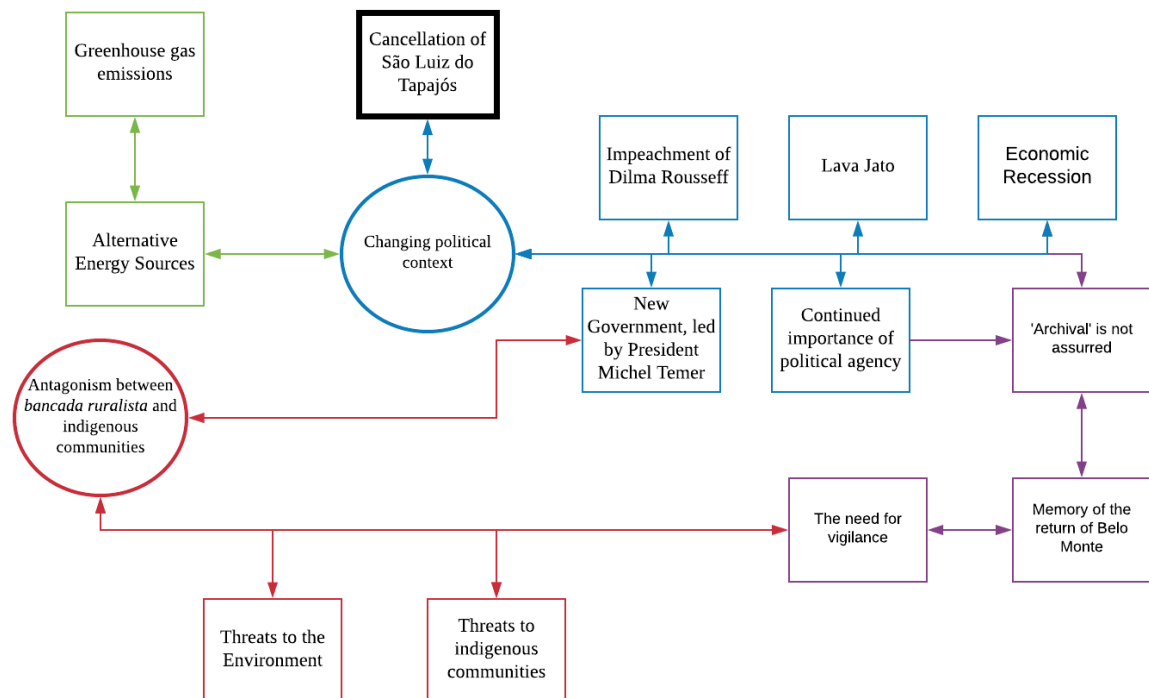 Greenhouse gas
emissions
Cancellation of
São Luiz do
Tapajós
Impeachment of
Dilma Rousseff
Lava Jato
Economic
Recession
Alternative
Energy Sources
Changing political
context
New
Government, led
by President
Michel Temer
Continued
importance of
political agency
'Archival' is not
assurred
Antagonism between
bancada ruralista and
indigenous
communities
The need for
vigilance
Memory of the
return of Belo
Monte
Threats to the
Environment
Threats to
indigenous
communities